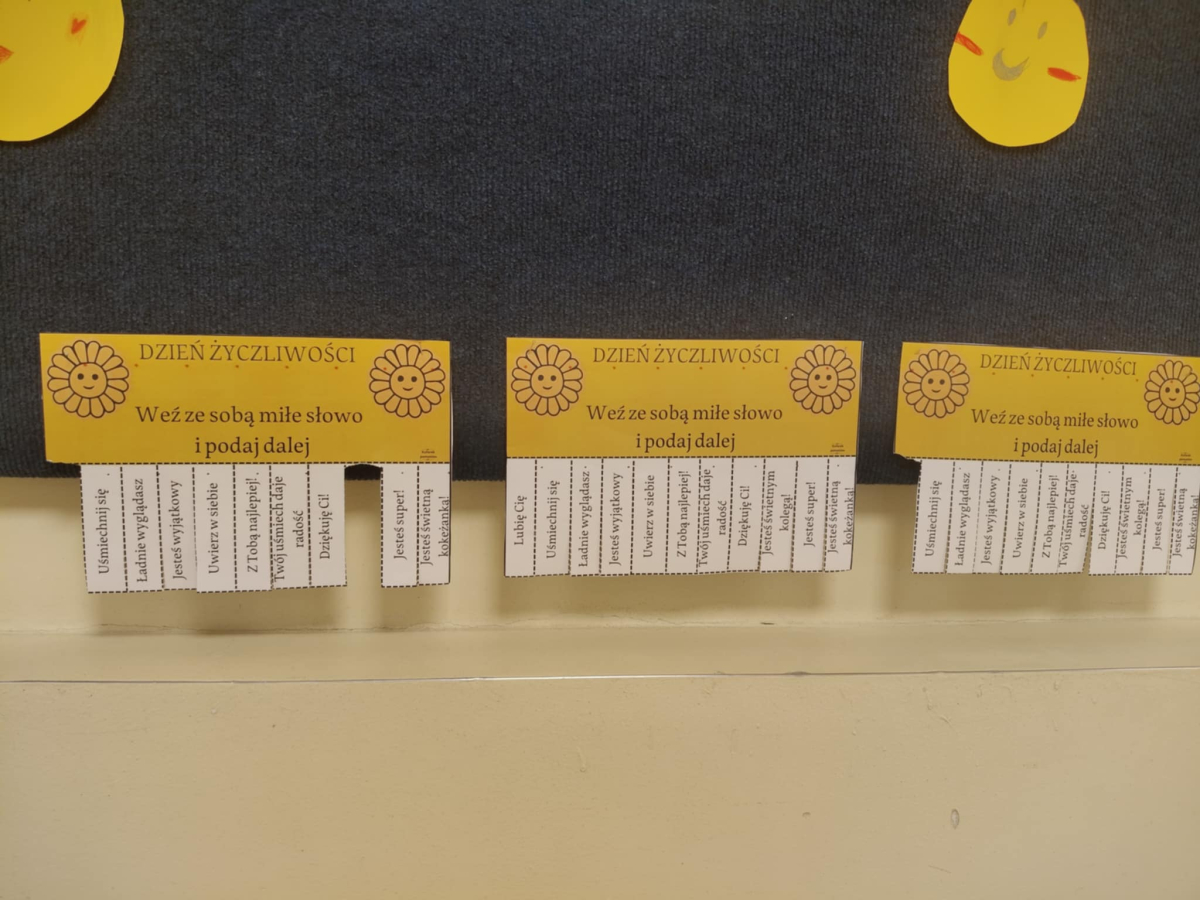 DZIEŃ ŻYCZLIWOŚCI
Weź ze sobą miłe słowo
i podaj dalej
Uśmiechnij się
Ładnie wyglądasz
Jesteś wyjątkowy
Uwierz w siebie
Z Tobą najlepiej!
Twój uśmiech daje
radość
Dziękuję Ci!
Jesteś super!
Jesteś świetną
kokeżanką!
DZIEŃ ŻYCZLIWOŚCI
Weź ze sobą miłe słowo
i podaj dalej
Lubię Cię
Uśmiechnij się
Ładnie wyglądasz
Jesteś wyjątkowy
Uwierz w siebie
Z Tobą najlepiej!
Twój uśmiech daje
radość
Dziękuję Ci!
Jesteś świetnym
kolegą!
Jesteś super!
Jesteś świetną
kokeżanką!
DZIEŃ ŻYCZLIWOŚCI
Weź ze sobą miłe słowo
i podaj dalej
Uśmiechnij się
Ładnie wyglądasz
Jesteś wyjątkowy
Uwierz w siebie
Z Tobą najlepiej!
Twój uśmiech daje
radość
Dziękuję Ci!
Jesteś świetnym
kolegą!
Jesteś super!
Jesteś świetną
kokeżanką!